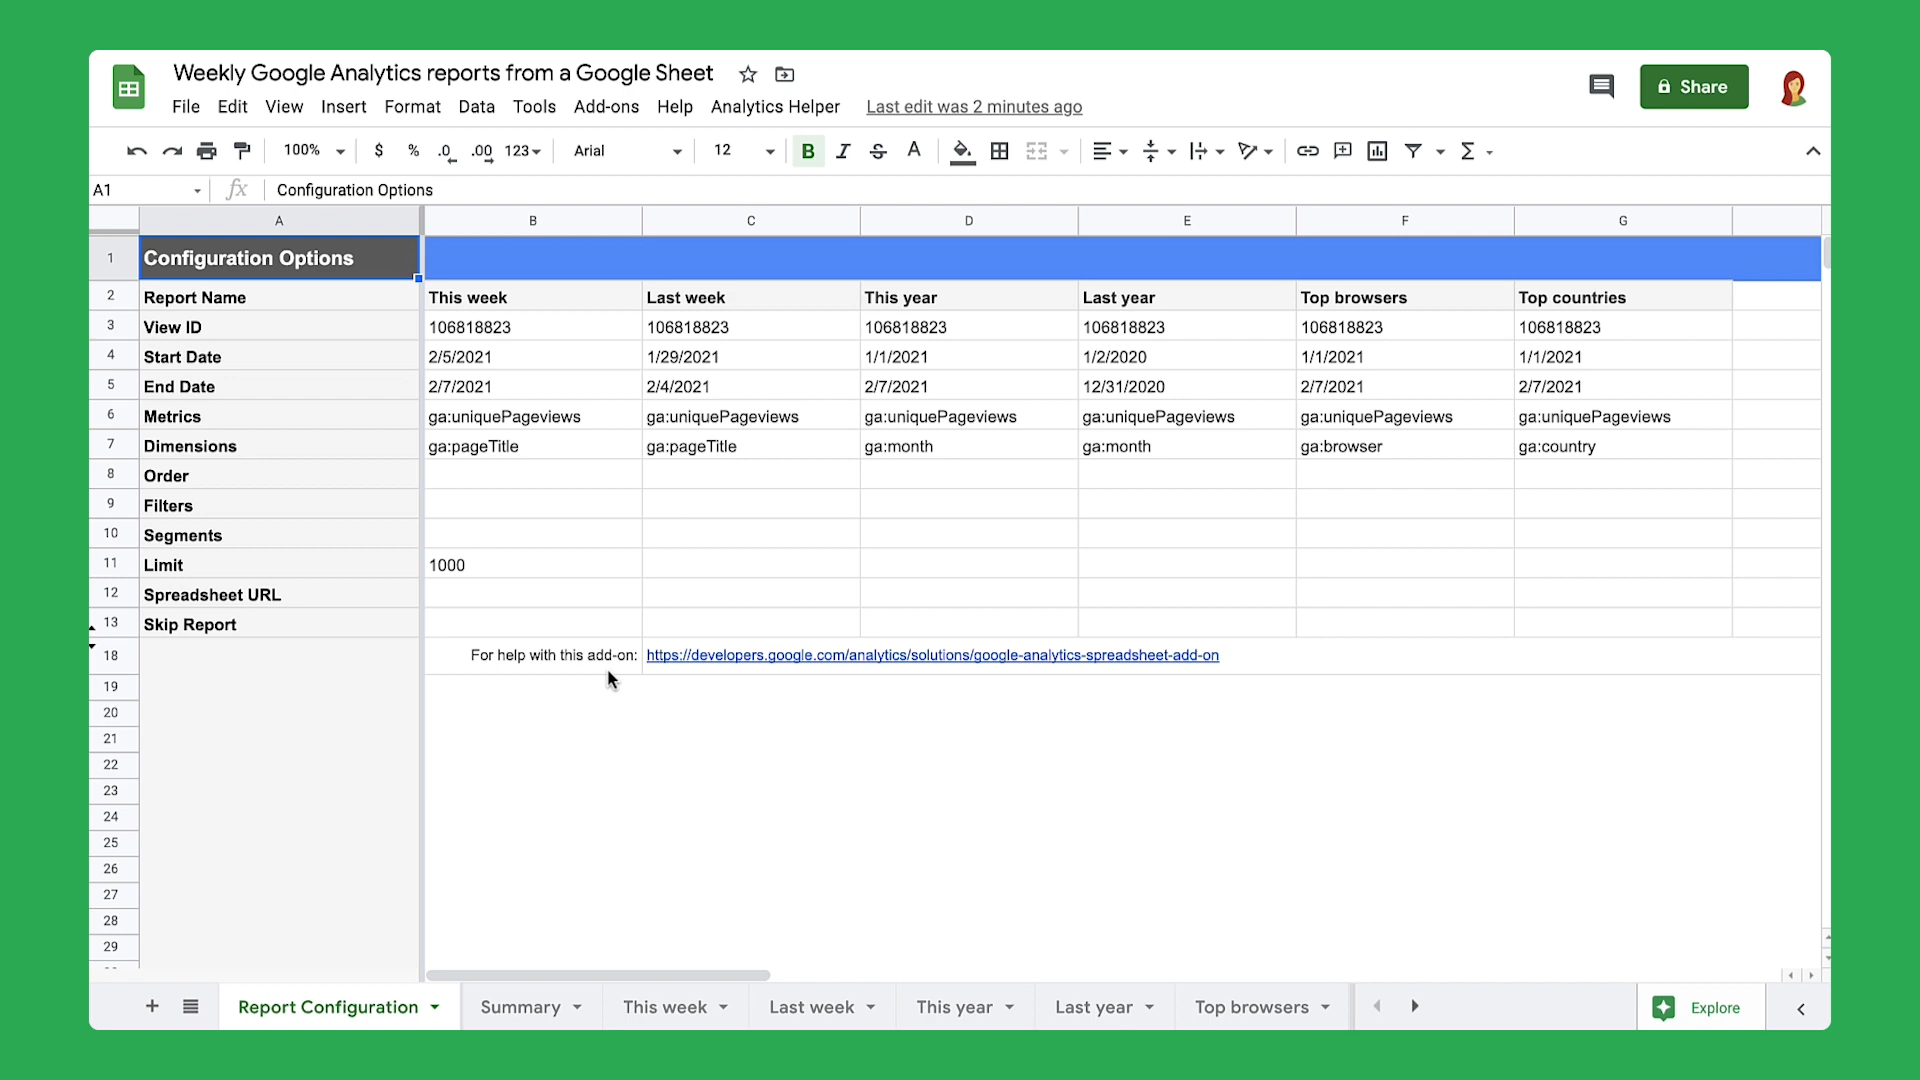 Weekly Google Analytics reports from a Google Sheet
File Edit View Insert Format Data Tools Add-ons Help Analytics Helper Last edit was 2 minutes ago
Share
100% $ % .0 .00 123 Arial 12 B I S A
A1 fx Configuration Options
A B C D E F G
1 Configuration Options
2 Report Name This week Last week This year Last year Top browsers Top countries
3 View ID 106818823 106818823 106818823 106818823 106818823 106818823
4 Start Date 2/5/2021 1/29/2021 1/1/2021 1/2/2020 1/1/2021 1/1/2021
5 End Date 2/7/2021 2/4/2021 2/7/2021 12/31/2020 2/7/2021 2/7/2021
6 Metrics ga:uniquePageviews ga:uniquePageviews ga:uniquePageviews ga:uniquePageviews ga:uniquePageviews ga:uniquePageviews
7 Dimensions ga:pageTitle ga:pageTitle ga:month ga:month ga:browser ga:country
8 Order
9 Filters
10 Segments
11 Limit 1000
12 Spreadsheet URL
13 Skip Report
18 For help with this add-on: https://developers.google.com/analytics/solutions/google-analytics-spreadsheet-add-on
19
20
21
22
23
24
25
26
27
28
29
Report Configuration Summary This week Last week This year Last year Top browsers Explore